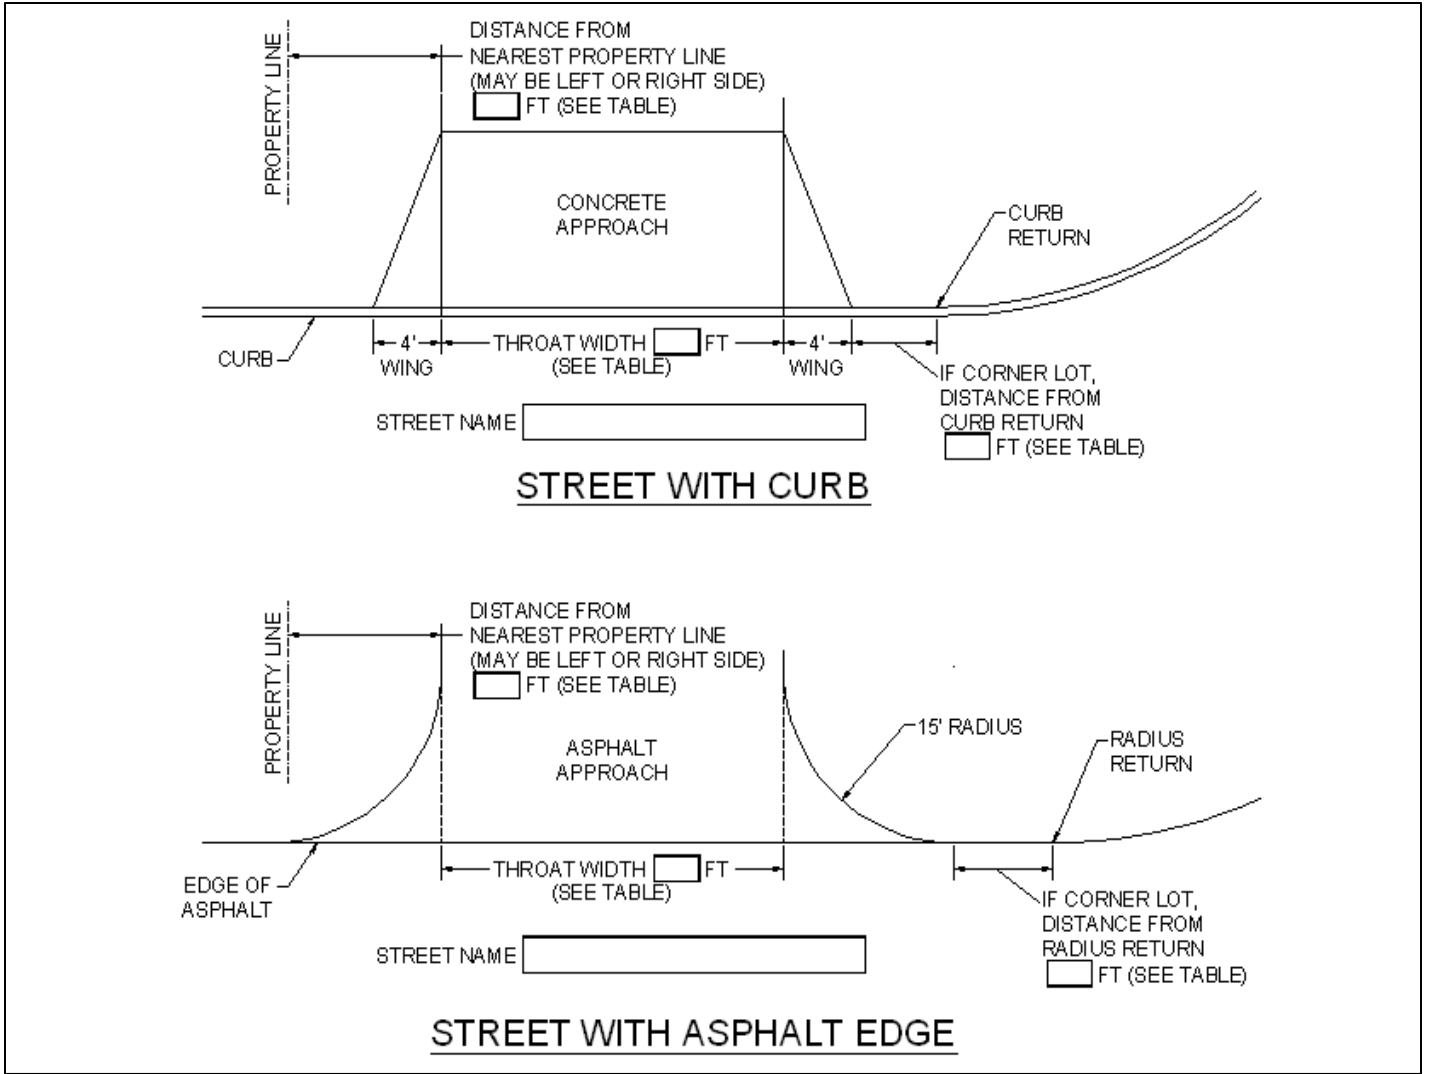 PROPERTY LINE
DISTANCE FROM
NEAREST PROPERTY LINE
(MAY BE LEFT OR RIGHT SIDE)
FT (SEE TABLE)
CONCRETE
APPROACH
CURB
RETURN
CURB
4'
WING
THROAT WIDTH FT
(SEE TABLE)
4'
WING
IF CORNER LOT,
DISTANCE FROM
CURB RETURN
FT (SEE TABLE)
STREET NAME
STREET WITH CURB
PROPERTY LINE
DISTANCE FROM
NEAREST PROPERTY LINE
(MAY BE LEFT OR RIGHT SIDE)
FT (SEE TABLE)
ASPHALT
APPROACH
15' RADIUS
RADIUS
RETURN
EDGE OF
ASPHALT
THROAT WIDTH FT
(SEE TABLE)
IF CORNER LOT,
DISTANCE FROM
RADIUS RETURN
FT (SEE TABLE)
STREET NAME
STREET WITH ASPHALT EDGE